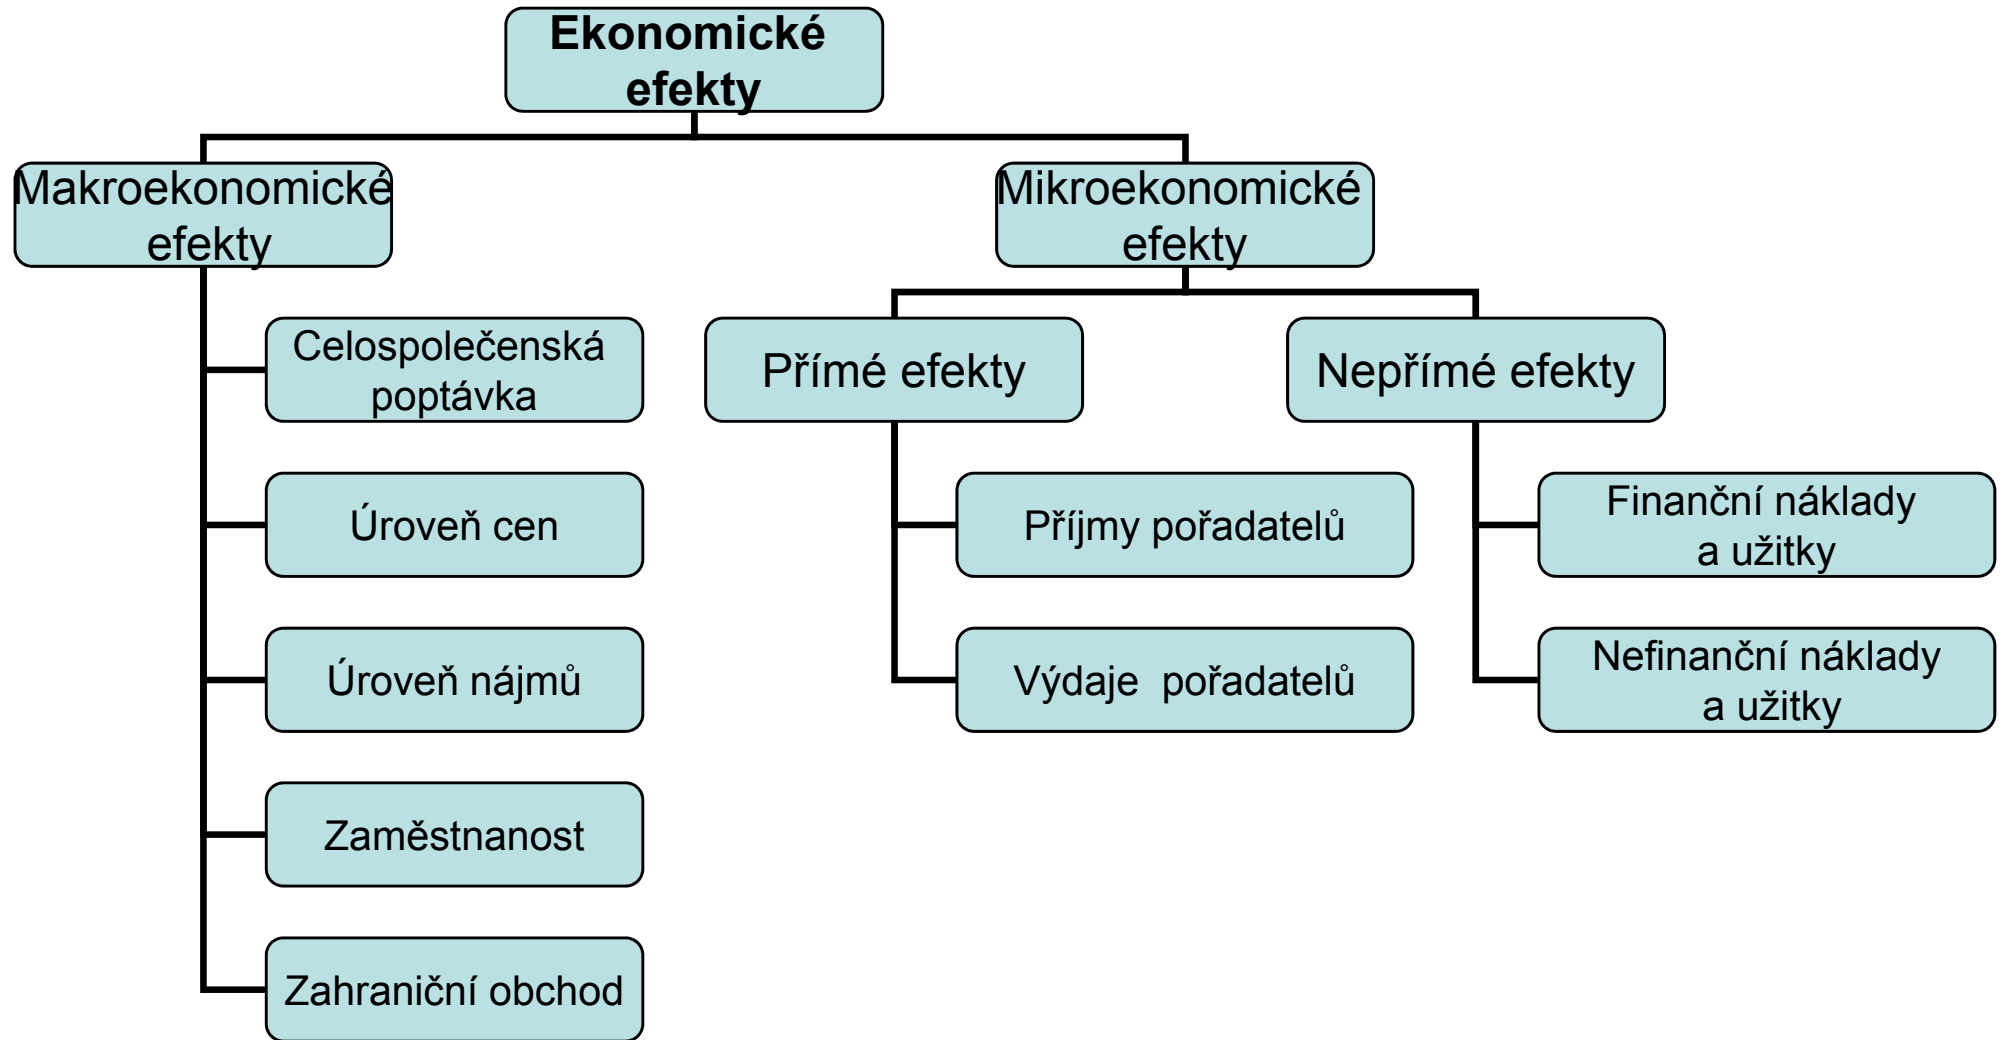 Ekonomické
efekty
Makroekonomické
efekty
Mikroekonomické
efekty
Celospolečenská
poptávka
Přímé efekty
Nepřímé efekty
Úroveň cen
Příjmy pořadatelů
Finanční náklady
a užitky
Úroveň nájmů
Výdaje  pořadatelů
Nefinanční náklady
a užitky
Zaměstnanost
Zahraniční obchod